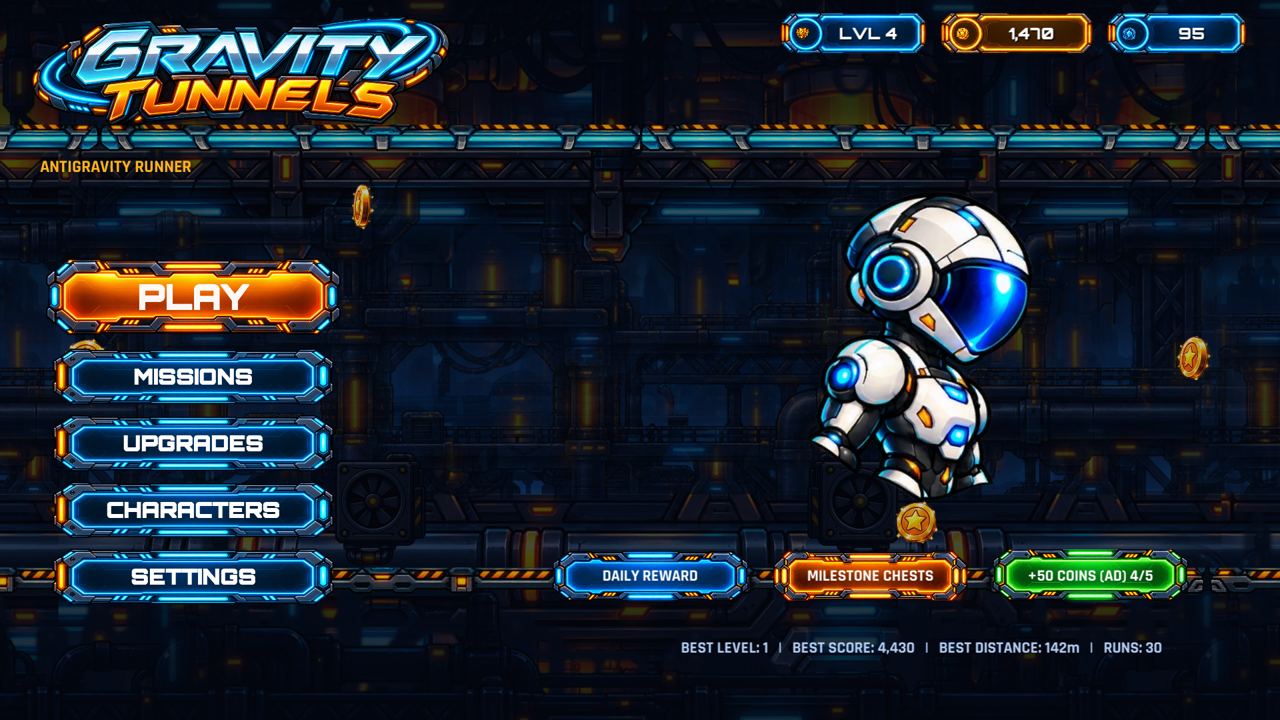 GRAVITY
TUNNELS
LVL 4
1,470
95
ANTIGRAVITY RUNNER
PLAY
MISSIONS
UPGRADES
CHARACTERS
SETTINGS
DAILY REWARD
MILESTONE CHESTS
+50 COINS (AD) 4/5
BEST LEVEL: 1 | BEST SCORE: 4,430 | BEST DISTANCE: 142m | RUNS: 30